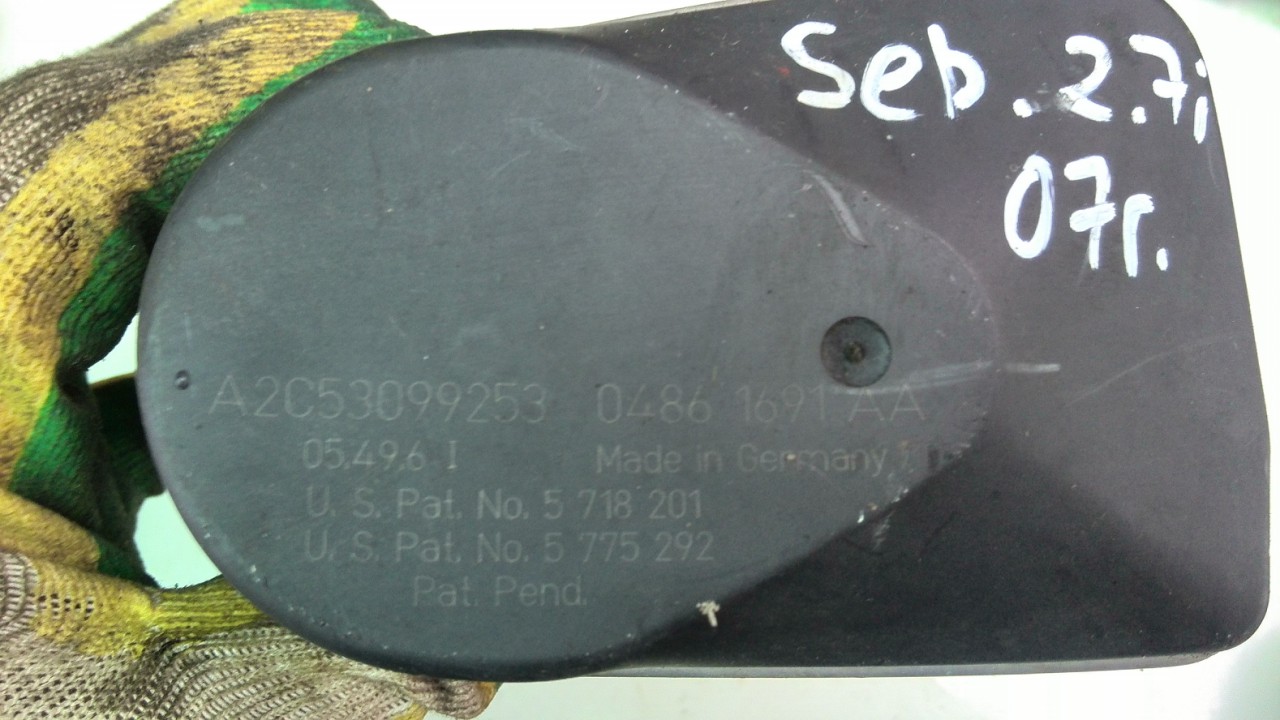 Seb. 2.7i
07г.
A2C53099253 0486 1691 AA
05.49.6 I Made in Germany
U. S. Pat. No. 5 718 201
U. S. Pat. No. 5 775 292
Pat. Pend.